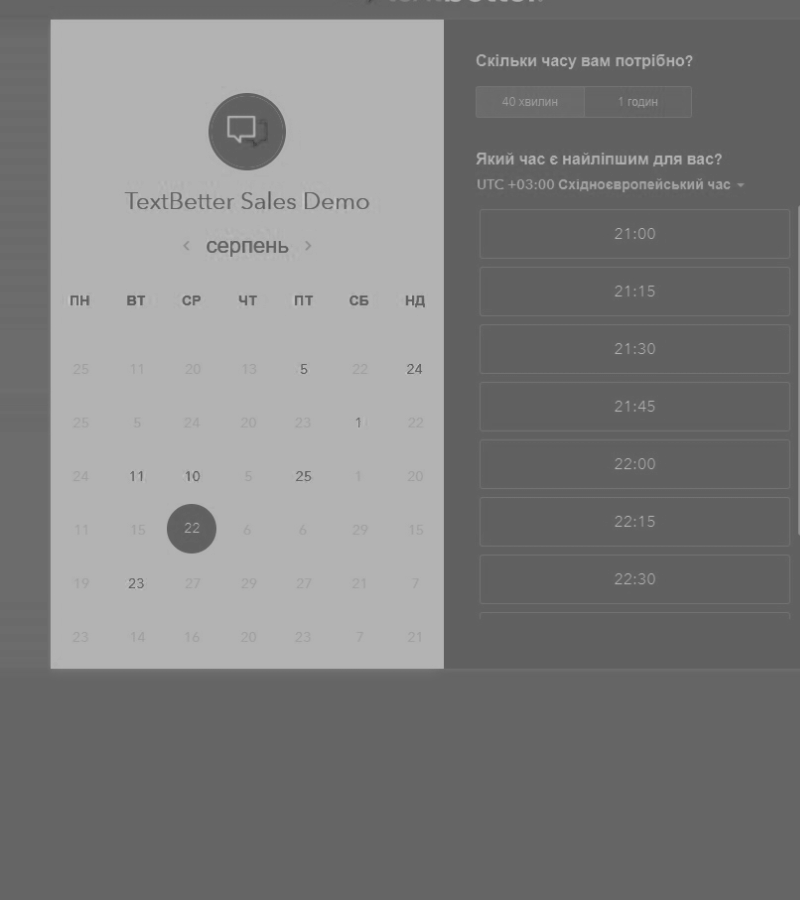 TextBetter Sales Demo
серпень
ПН ВТ СР ЧТ ПТ СБ НД
25 11 20 13 5 22 24
25 5 24 20 23 1 22
24 11 10 5 25 1 20
11 15 22 6 6 29 15
19 23 27 29 27 21 7
23 14 16 20 23 7 21
Скільки часу вам потрібно?
40 хвилин 1 годин
Який час є найліпшим для вас?
UTC +03:00 Східноєвропейський час
21:00
21:15
21:30
21:45
22:00
22:15
22:30